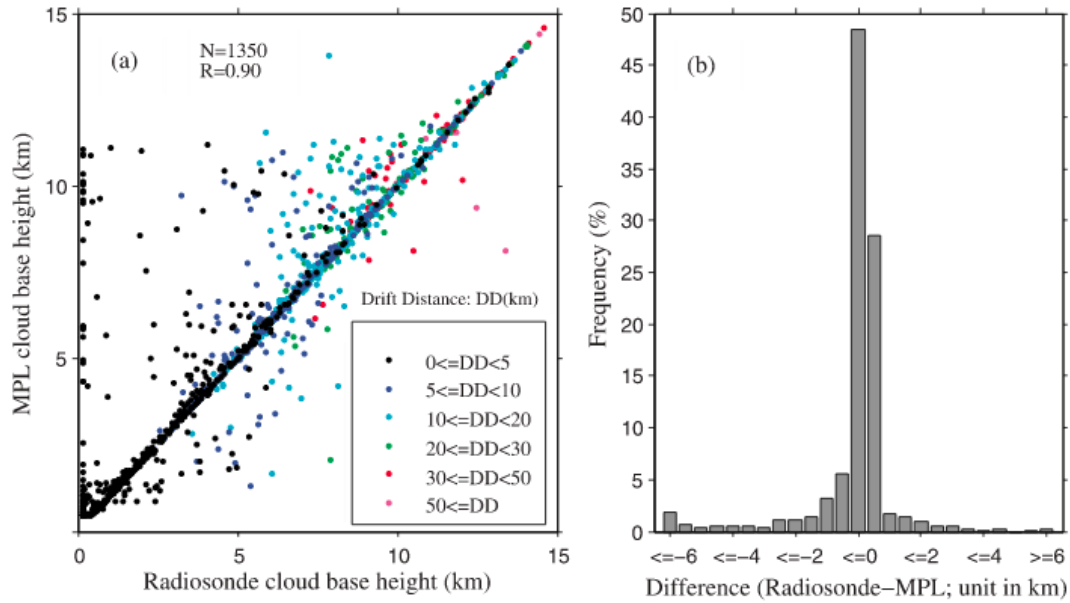 15
10
5
0
5
10
15
MPL cloud base height (km)
Radiosonde cloud base height (km)
(a)
N=1350
R=0.90
Drift Distance: DD(km)
0<=DD<5
5<=DD<10
10<=DD<20
20<=DD<30
30<=DD<50
50<=DD
50
45
40
35
30
25
20
15
10
5
0
Frequency (%)
(b)
<=−6
<=−4
<=−2
<=0
<=2
<=4
>=6
Difference (Radiosonde−MPL; unit in km)